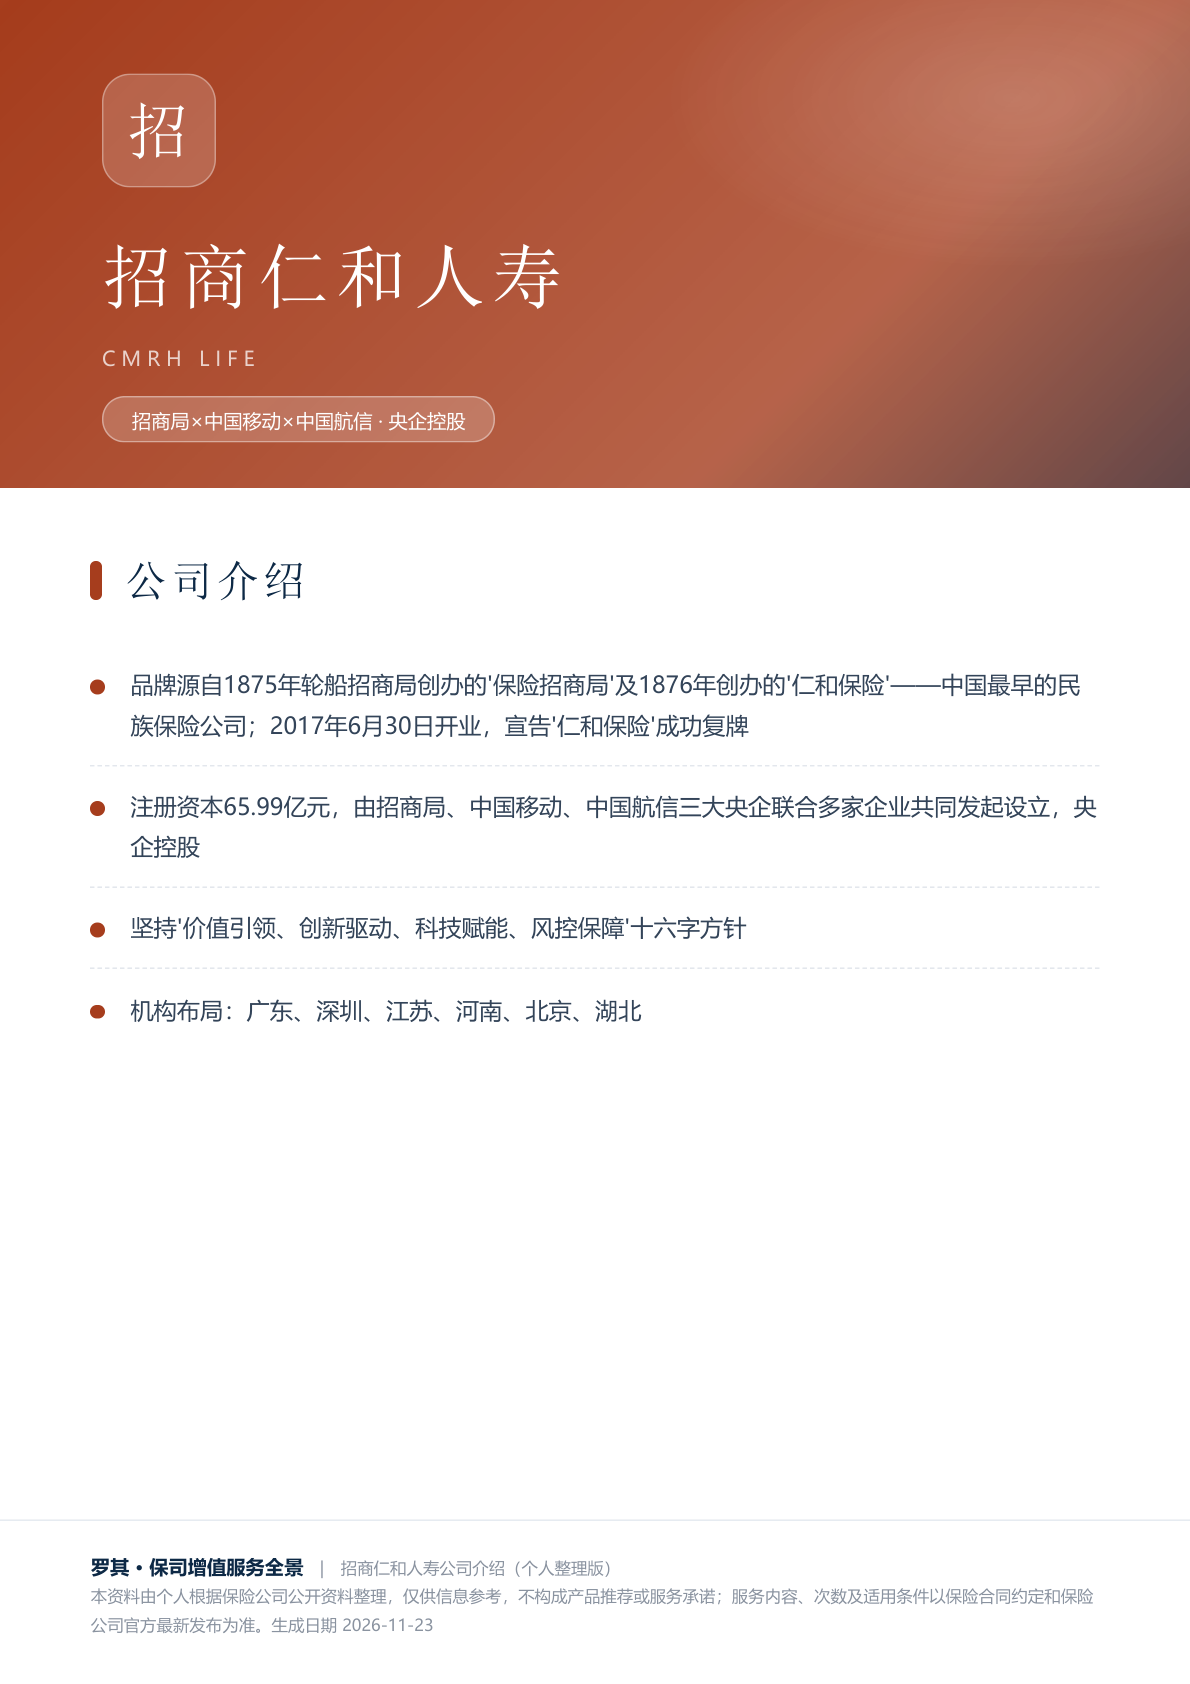 招
招商仁和人寿
CMRH LIFE
招商局×中国移动×中国航信 · 央企控股
公司介绍
品牌源自1875年轮船招商局创办的'保险招商局'及1876年创办的'仁和保险'——中国最早的民
族保险公司；2017年6月30日开业，宣告'仁和保险'成功复牌
注册资本65.99亿元，由招商局、中国移动、中国航信三大央企联合多家企业共同发起设立，央
企控股
坚持'价值引领、创新驱动、科技赋能、风控保障'十六字方针
机构布局：广东、深圳、江苏、河南、北京、湖北
罗其 • 保司增值服务全景 | 招商仁和人寿公司介绍（个人整理版）
本资料由个人根据保险公司公开资料整理，仅供信息参考，不构成产品推荐或服务承诺；服务内容、次数及适用条件以保险合同约定和保险
公司官方最新发布为准。生成日期 2026-11-23